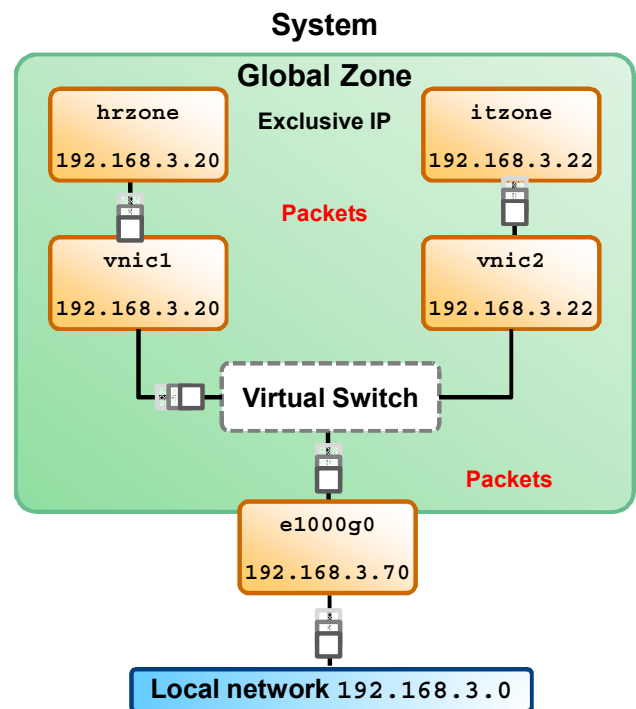 System
Global Zone
hrzone
192.168.3.20
Exclusive IP
itzone
192.168.3.22
Packets
vnic1
192.168.3.20
vnic2
192.168.3.22
Virtual Switch
Packets
e1000g0
192.168.3.70
Local network 192.168.3.0